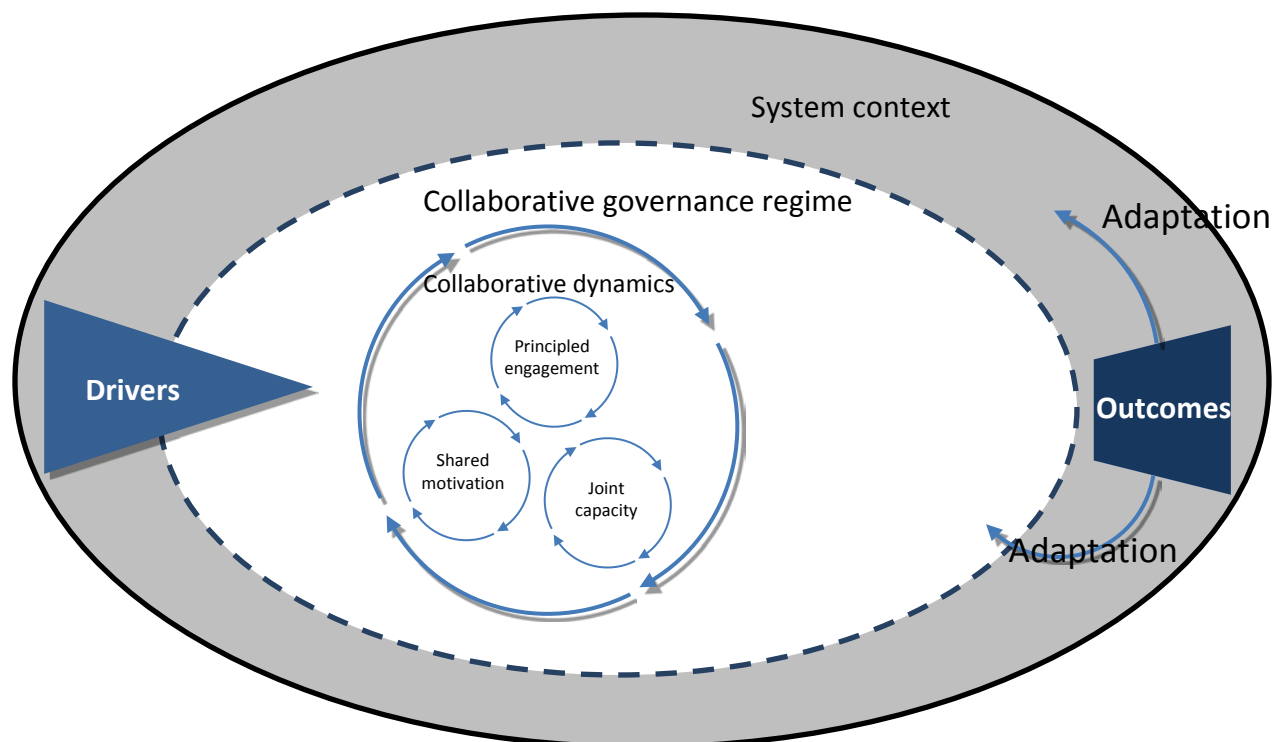 System context
Collaborative governance regime
Adaptation
Collaborative dynamics
Principled
engagement
Drivers
Outcomes
Shared
motivation
Joint
capacity
Adaptation